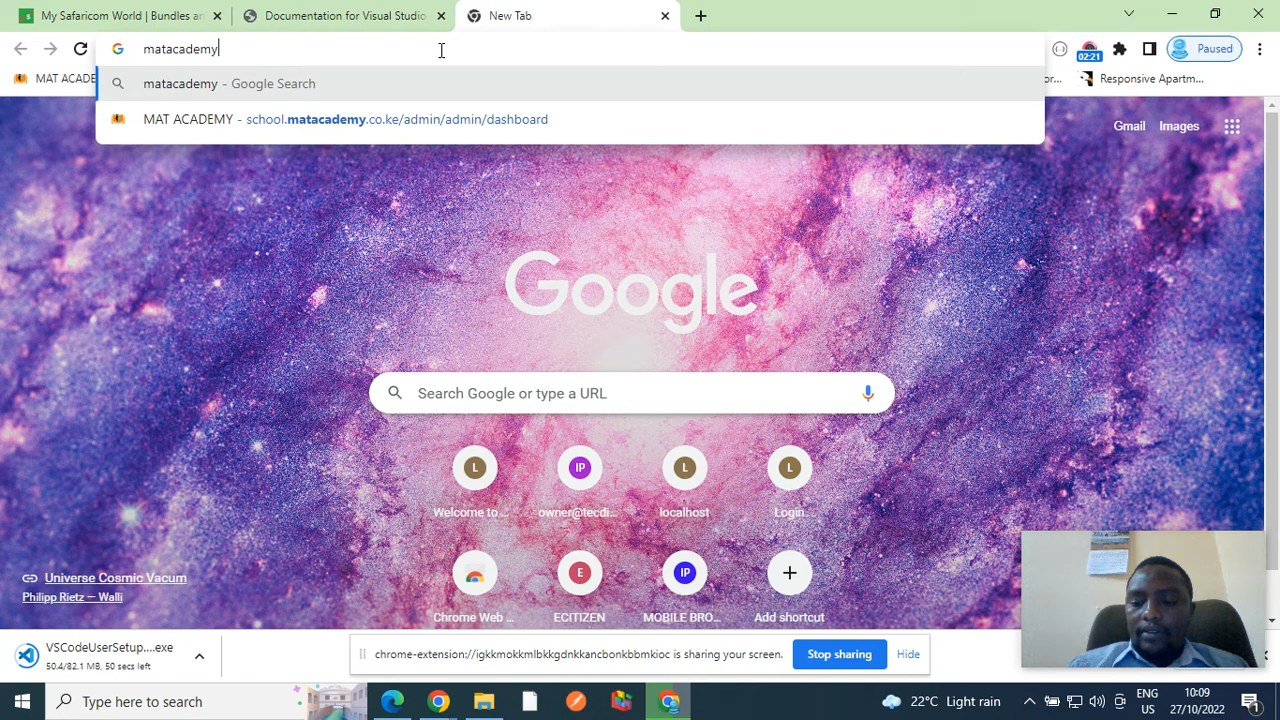 My Safaricom World | Bundles ar
Documentation for Visual Studio
New Tab
matacademy
02:21
Paused
MAT ACADE
or...
Responsive Apartm...
matacademy - Google Search
MAT ACADEMY - school.matacademy.co.ke/admin/admin/dashboard
Gmail Images
Google
Search Google or type a URL
L IP L L
Welcome to ... owner@tecdi... localhost Login
E IP
Chrome Web ... ECITIZEN MOBILE BRO... Add shortcut
Universe Cosmic Vacum
Philipp Rietz — Walli
VSCodeUserSetup....exe
50.4/82.1 MB, 50 secs left
chrome-extension://igkkmokkmlbkkgdnkkancbonkbbmkioc is sharing your screen.
Stop sharing
Hide
Type here to search
22°C Light rain
ENG
US
10:09
27/10/2022
1